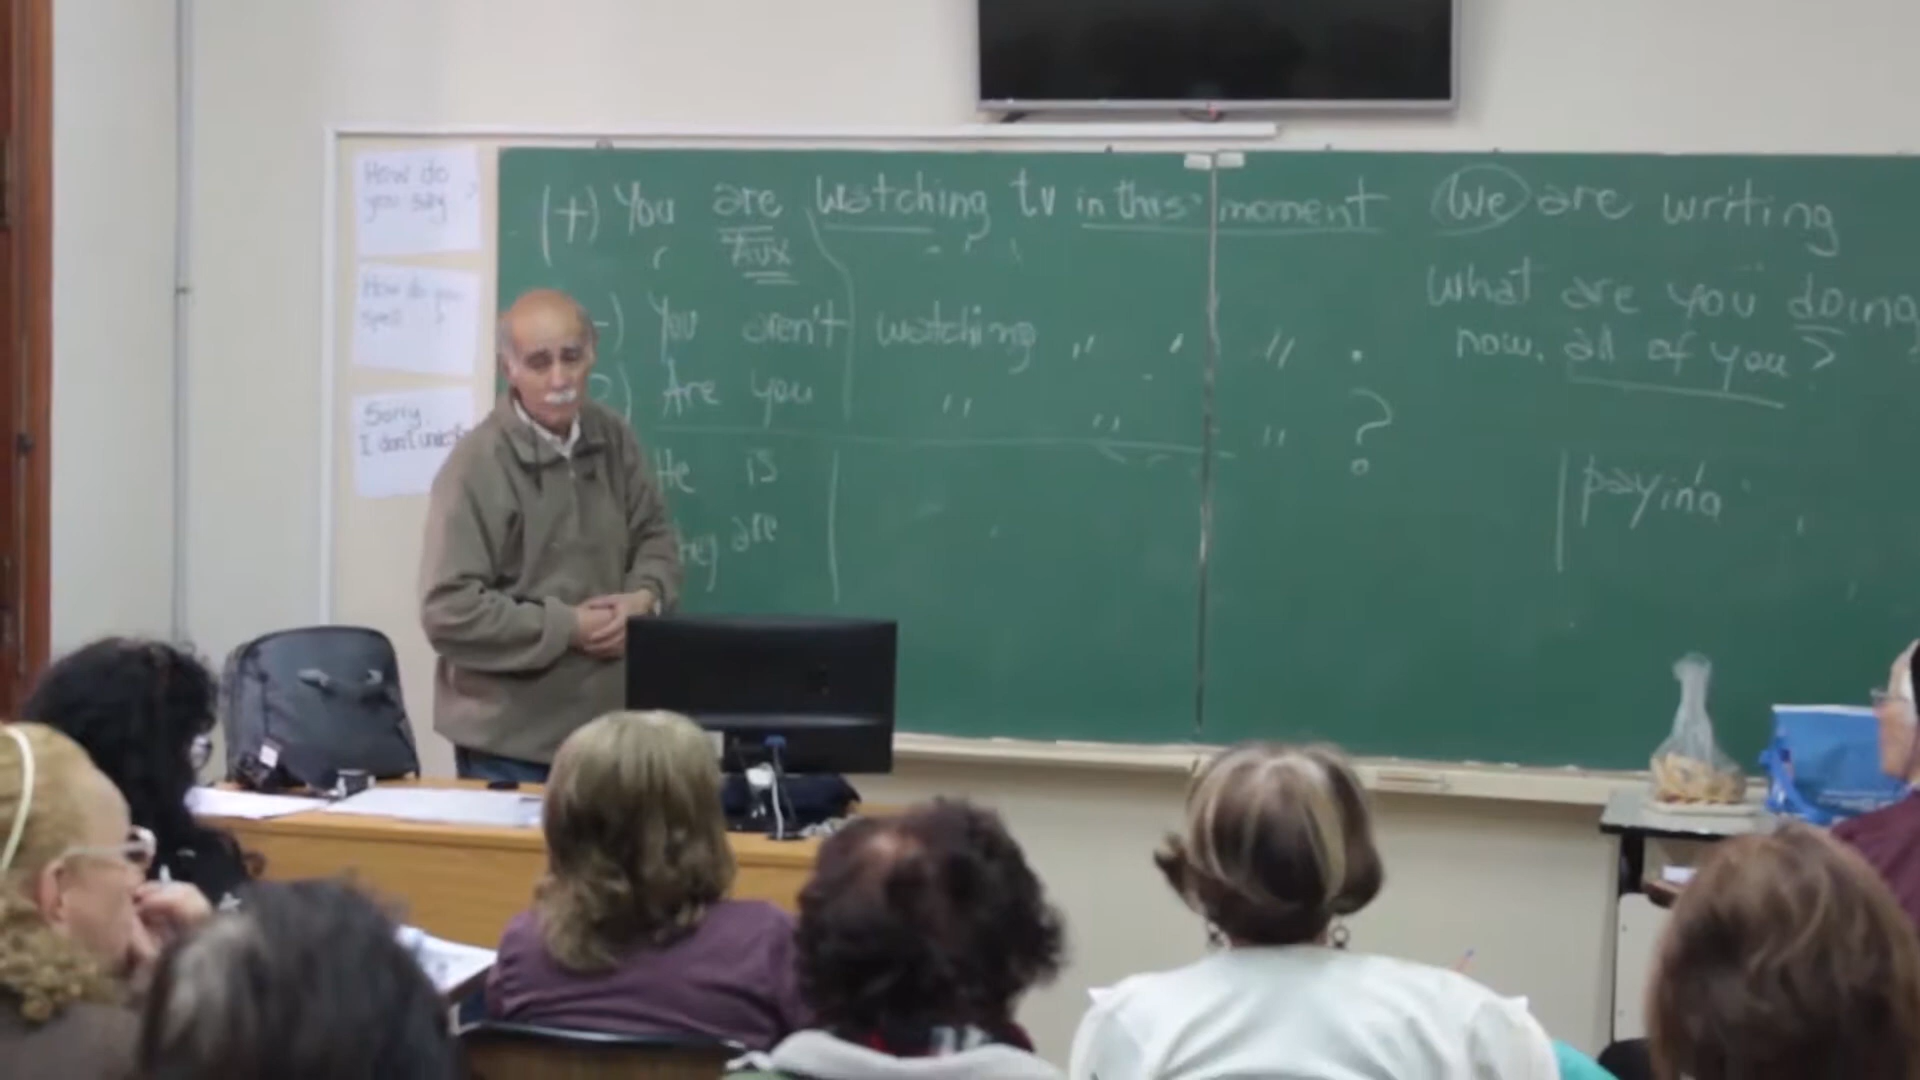 How do
you say ?
How do you
spell ?
Sorry.
I don't
(+) You are watching tv in this moment
AUX
-) You aren't watching " " " .
?) Are you " " " ?
He is
hey are
We are writing
What are you doing
now. all of you?
paying